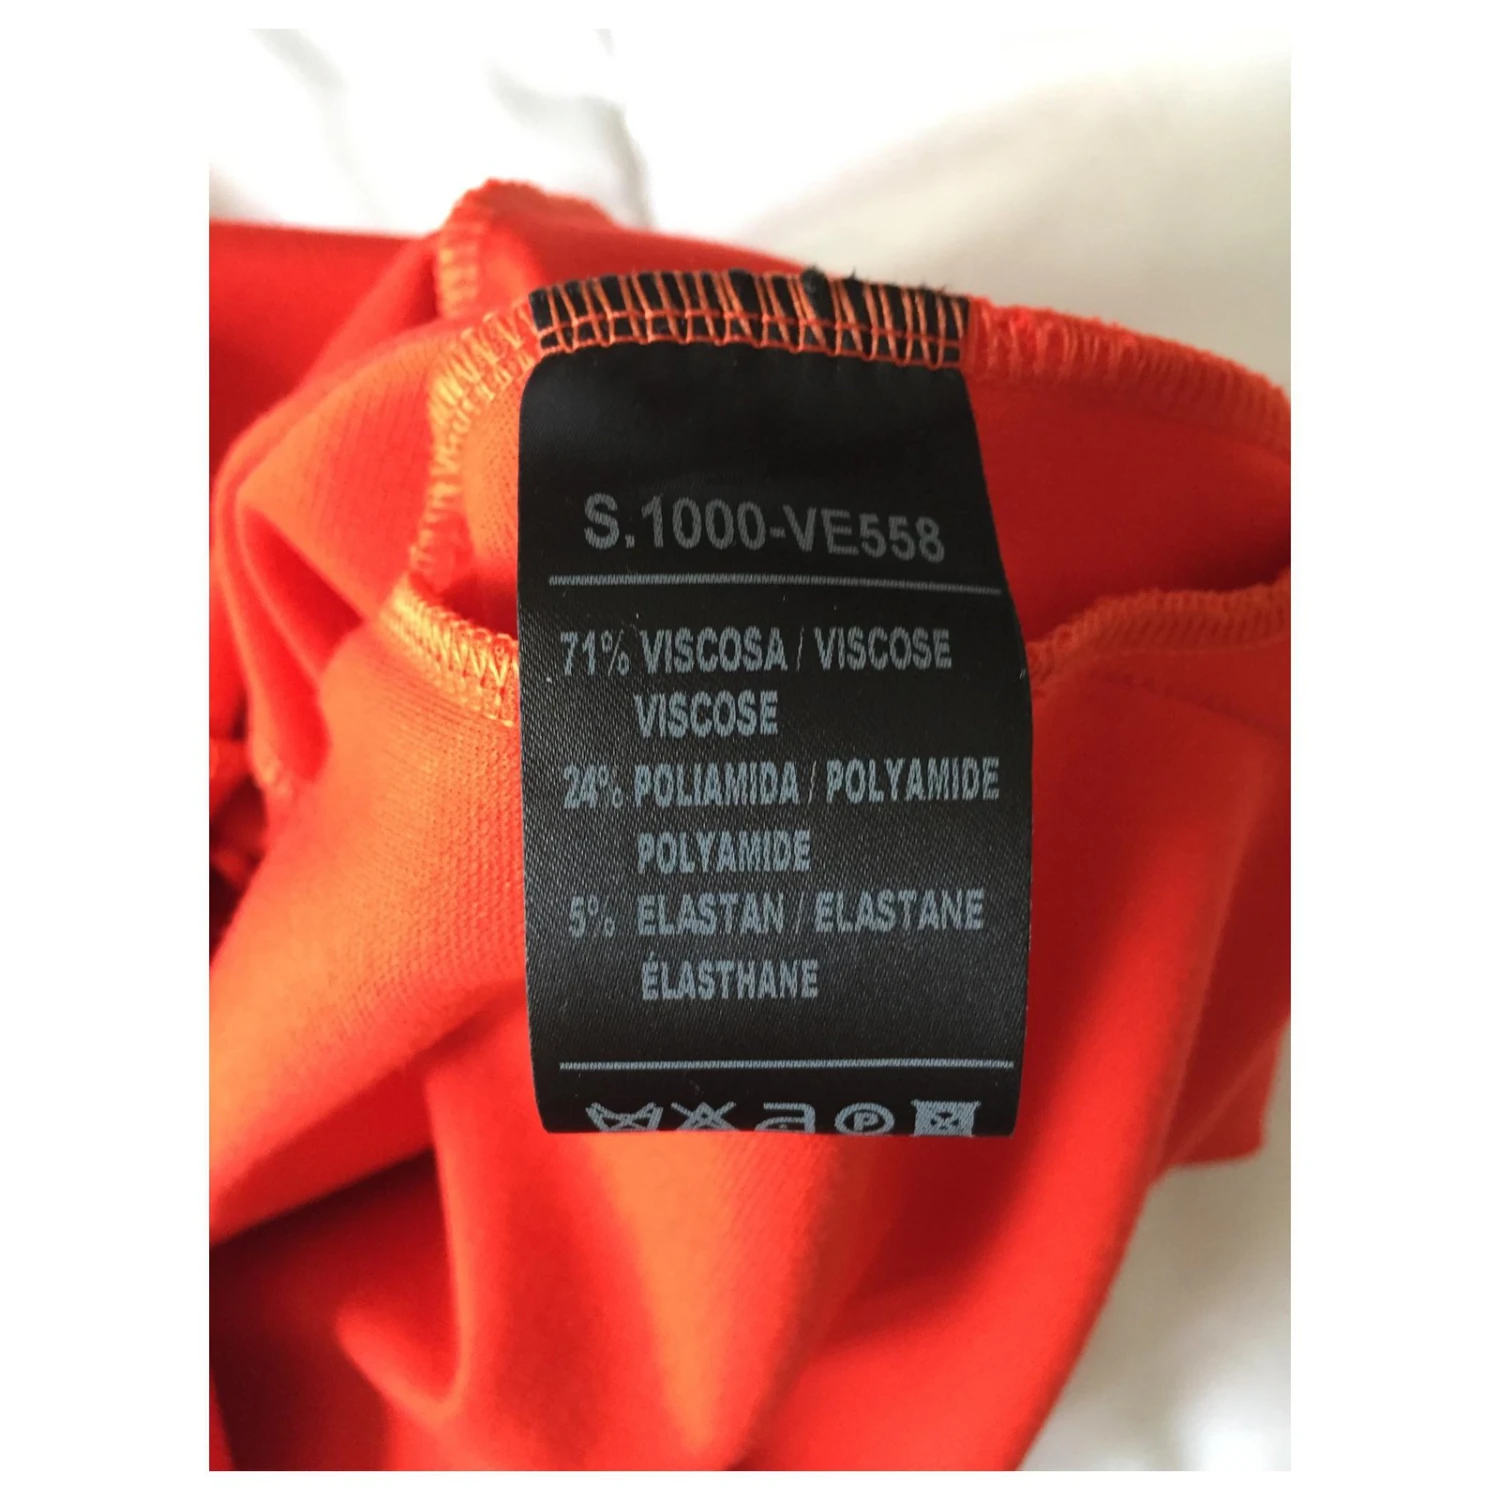 S.1000-VE558
71% VISCOSA / VISCOSE
VISCOSE
24% POLIAMIDA / POLYAMIDE
POLYAMIDE
5% ELASTAN / ELASTANE
ÉLASTHANE
P